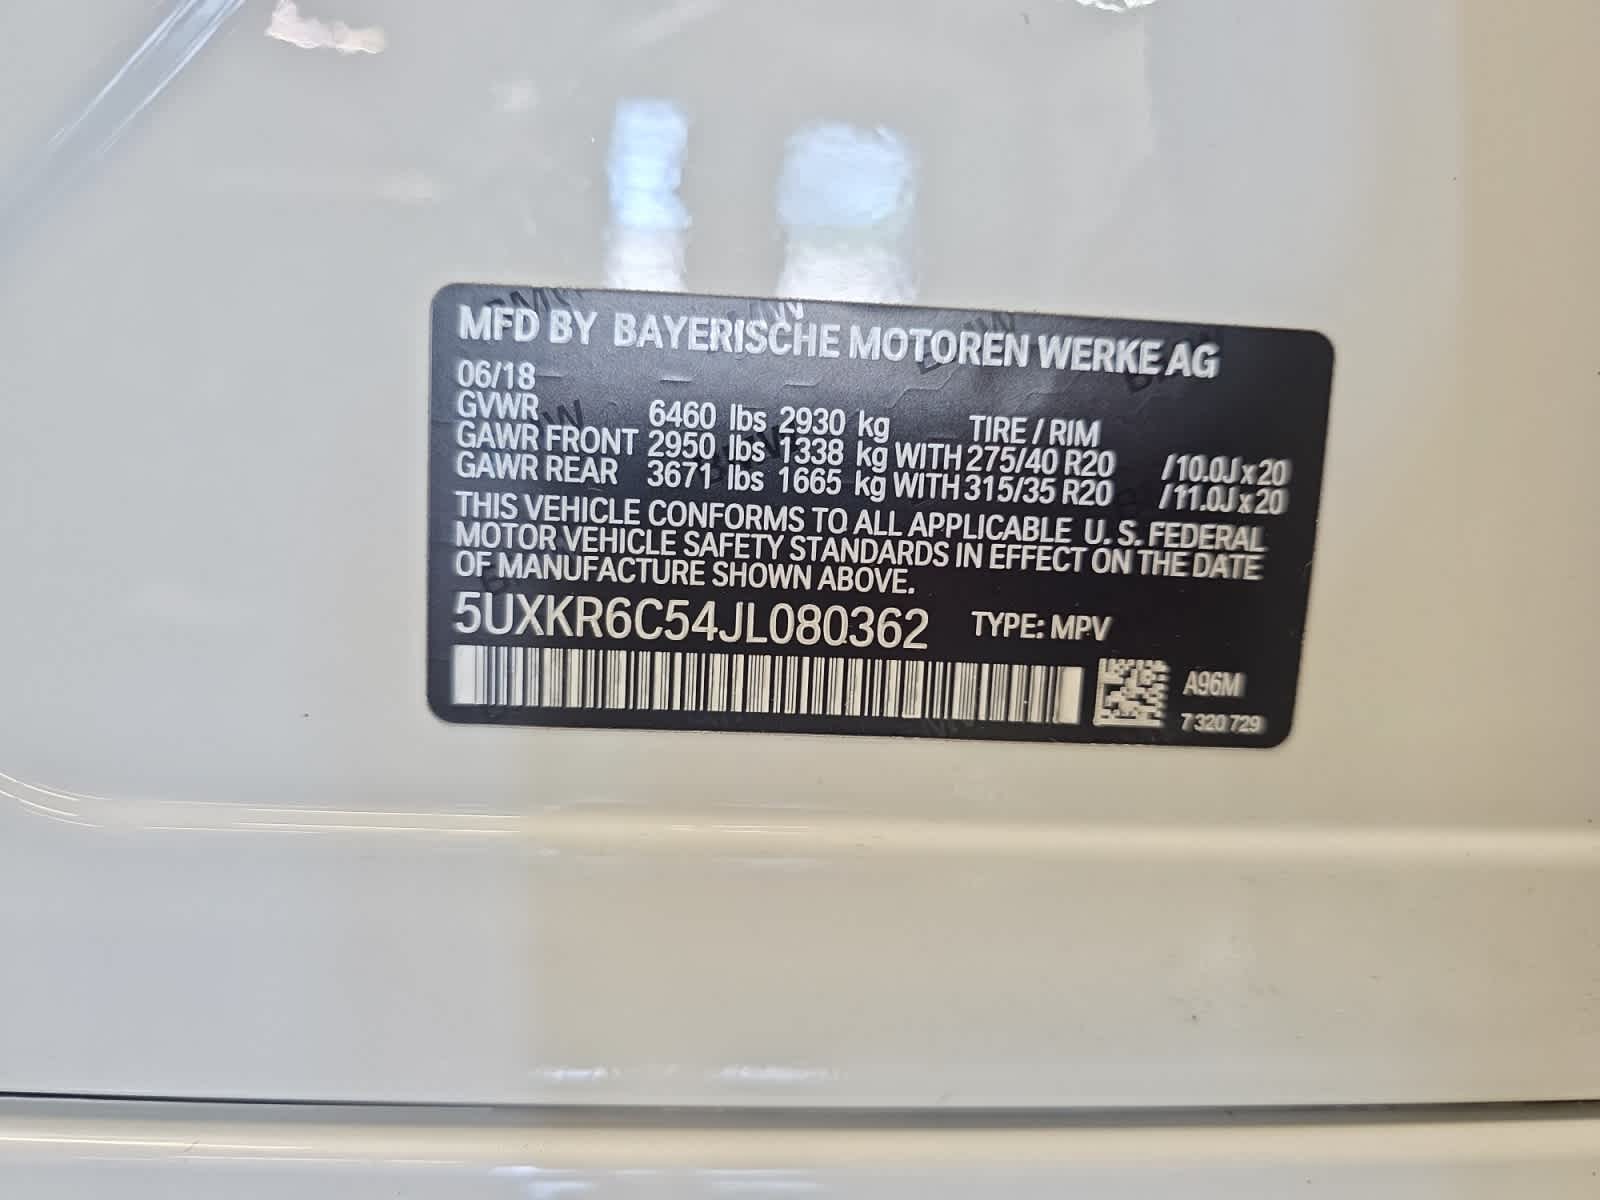 MFD BY BAYERISCHE MOTOREN WERKE AG
06/18
GVWR 6460 lbs 2930 kg TIRE / RIM
GAWR FRONT 2950 lbs 1338 kg WITH 275/40 R20 /10.0J x 20
GAWR REAR 3671 lbs 1665 kg WITH 315/35 R20 /11.0J x 20
THIS VEHICLE CONFORMS TO ALL APPLICABLE U.S. FEDERAL
MOTOR VEHICLE SAFETY STANDARDS IN EFFECT ON THE DATE
OF MANUFACTURE SHOWN ABOVE.
5UXKR6C54JL080362 TYPE: MPV
A96M
7 320 729